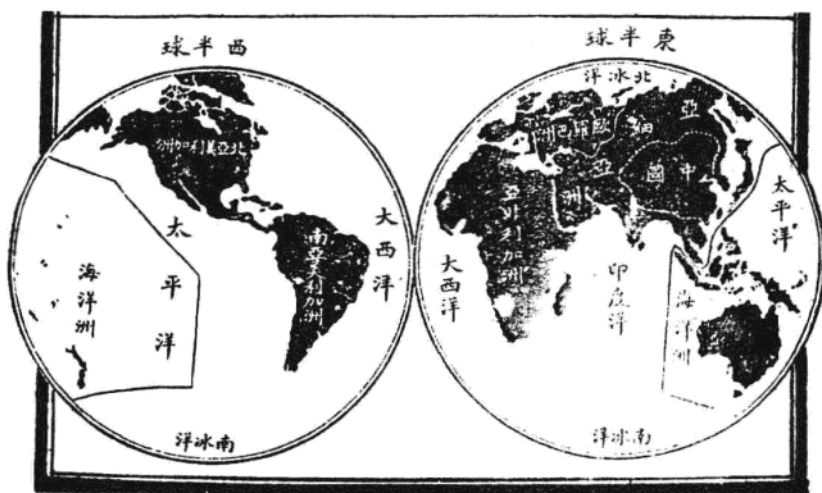 東半球
北冰洋
亞細亞洲
歐羅巴洲
中國
亞非利加洲
太平洋
大西洋
印度洋
海洋洲
南冰洋
西半球
北亞美利加洲
南亞美利加洲
大西洋
太平洋
海洋洲
南冰洋